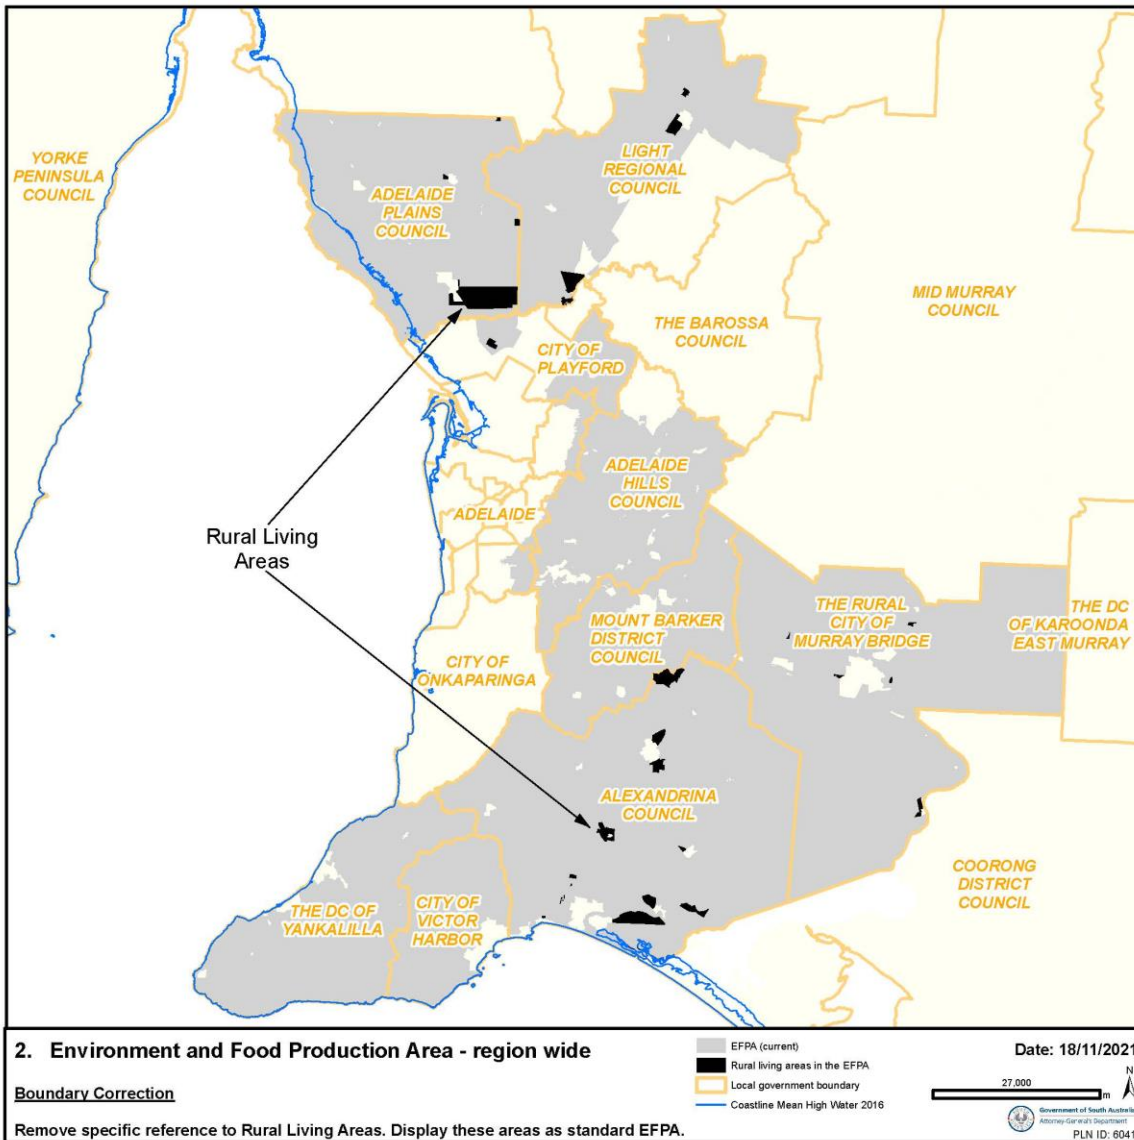 YORKE
PENINSULA
COUNCIL
ADELAIDE
PLAINS
COUNCIL
LIGHT
REGIONAL
COUNCIL
MID MURRAY
COUNCIL
THE BAROSSA
COUNCIL
CITY OF
PLAYFORD
ADELAIDE
HILLS
COUNCIL
ADELAIDE
Rural Living
Areas
MOUNT BARKER
DISTRICT
COUNCIL
THE RURAL
CITY OF
MURRAY BRIDGE
THE DC
OF KAROONDA
EAST MURRAY
CITY OF
ONKAPARINGA
ALEXANDRINA
COUNCIL
COORONG
DISTRICT
COUNCIL
THE DC OF
YANKALILLA
CITY OF
VICTOR
HARBOR
2. Environment and Food Production Area - region wide
Boundary Correction
Remove specific reference to Rural Living Areas. Display these areas as standard EFPA.
EFPA (current)
Rural living areas in the EFPA
Local government boundary
Coastline Mean High Water 2016
Date: 18/11/2021
N
27,000
m
Government of South Australia
Attorney-General's Department
PLN ID: 6041